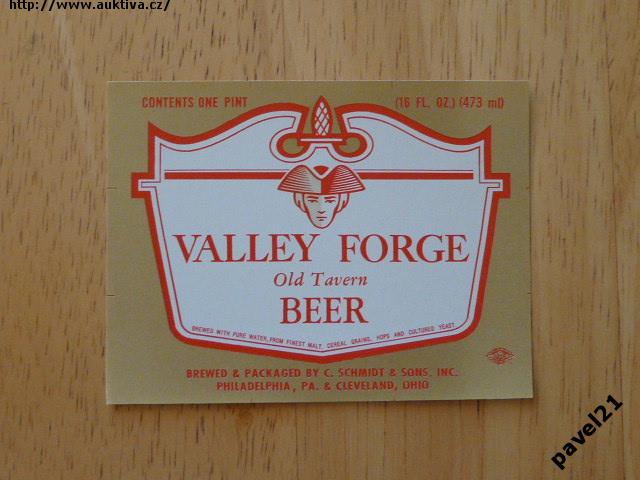 http://www.auktiva.cz/
CONTENTS ONE PINT (16 FL. OZ.) (473 ml)
VALLEY FORGE
Old Tavern
BEER
BREWED WITH PURE WATER, FROM FINEST MALT, CEREAL GRAINS, HOPS AND CULTURED YEAST
BREWED & PACKAGED BY C. SCHMIDT & SONS, INC.
PHILADELPHIA, PA. & CLEVELAND, OHIO
pavel21